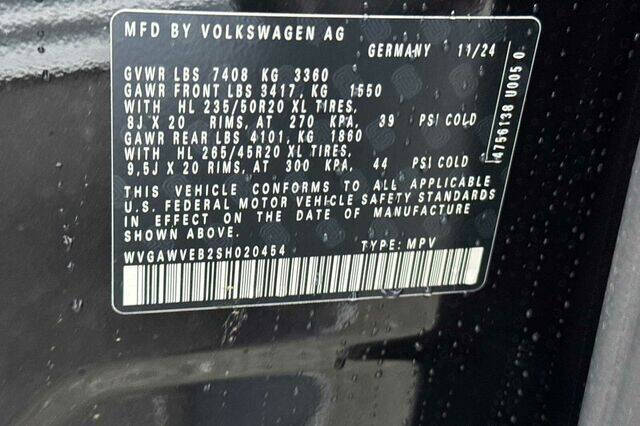 MFD BY VOLKSWAGEN AG
GERMANY 11/24
GVWR LBS 7408 KG 3360
GAWR FRONT LBS 3417, KG 1550
WITH HL 235/50R20 XL TIRES,
8J X 20 RIMS, AT 270 KPA, 39 PSI COLD
GAWR REAR LBS 4101, KG 1860
WITH HL 265/45R20 XL TIRES,
9,5J X 20 RIMS, AT 300 KPA, 44 PSI COLD
THIS VEHICLE CONFORMS TO ALL APPLICABLE
U.S. FEDERAL MOTOR VEHICLE SAFETY STANDARDS
IN EFFECT ON THE DATE OF MANUFACTURE
SHOWN ABOVE.
WVGAWVEB2SH020454 TYPE: MPV
4756138 U005 0